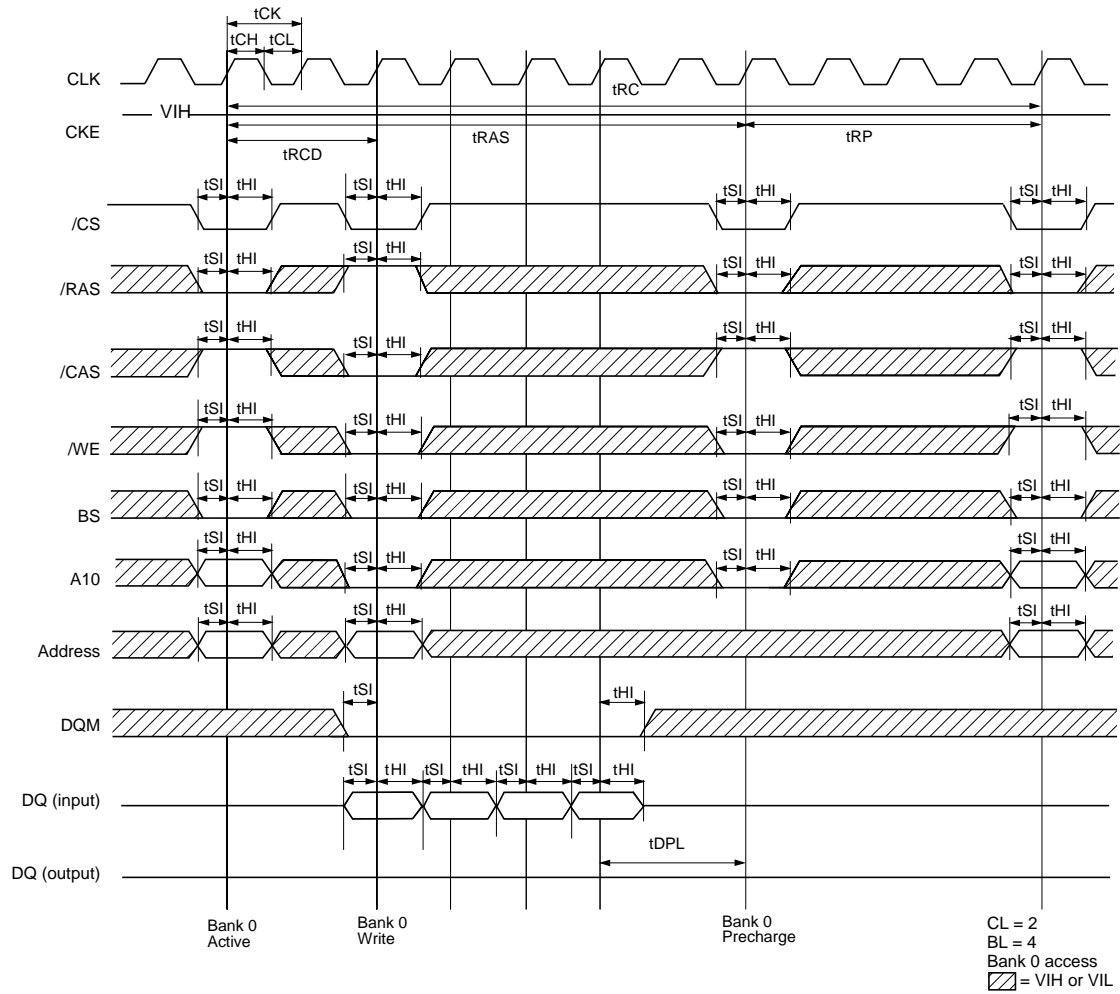 tCK
tCH tCL
CLK
tRC
VIH
CKE
tRAS
tRP
tRCD
tSI tHI tSI tHI tSI tHI tSI tHI
/CS
tSI tHI
tSI tHI tSI tHI tSI tHI
/RAS
tSI tHI tSI tHI tSI tHI tSI tHI
/CAS
tSI tHI tSI tHI tSI tHI tSI tHI
/WE
tSI tHI tSI tHI tSI tHI tSI tHI
BS
tSI tHI tSI tHI tSI tHI tSI tHI
A10
tSI tHI tSI tHI tSI tHI
Address
tSI tHI
DQM
tSI tHI tSI tHI tSI tHI tSI tHI
DQ (input)
tDPL
DQ (output)
Bank 0
Active
Bank 0
Write
Bank 0
Precharge
CL = 2
BL = 4
Bank 0 access
= VIH or VIL